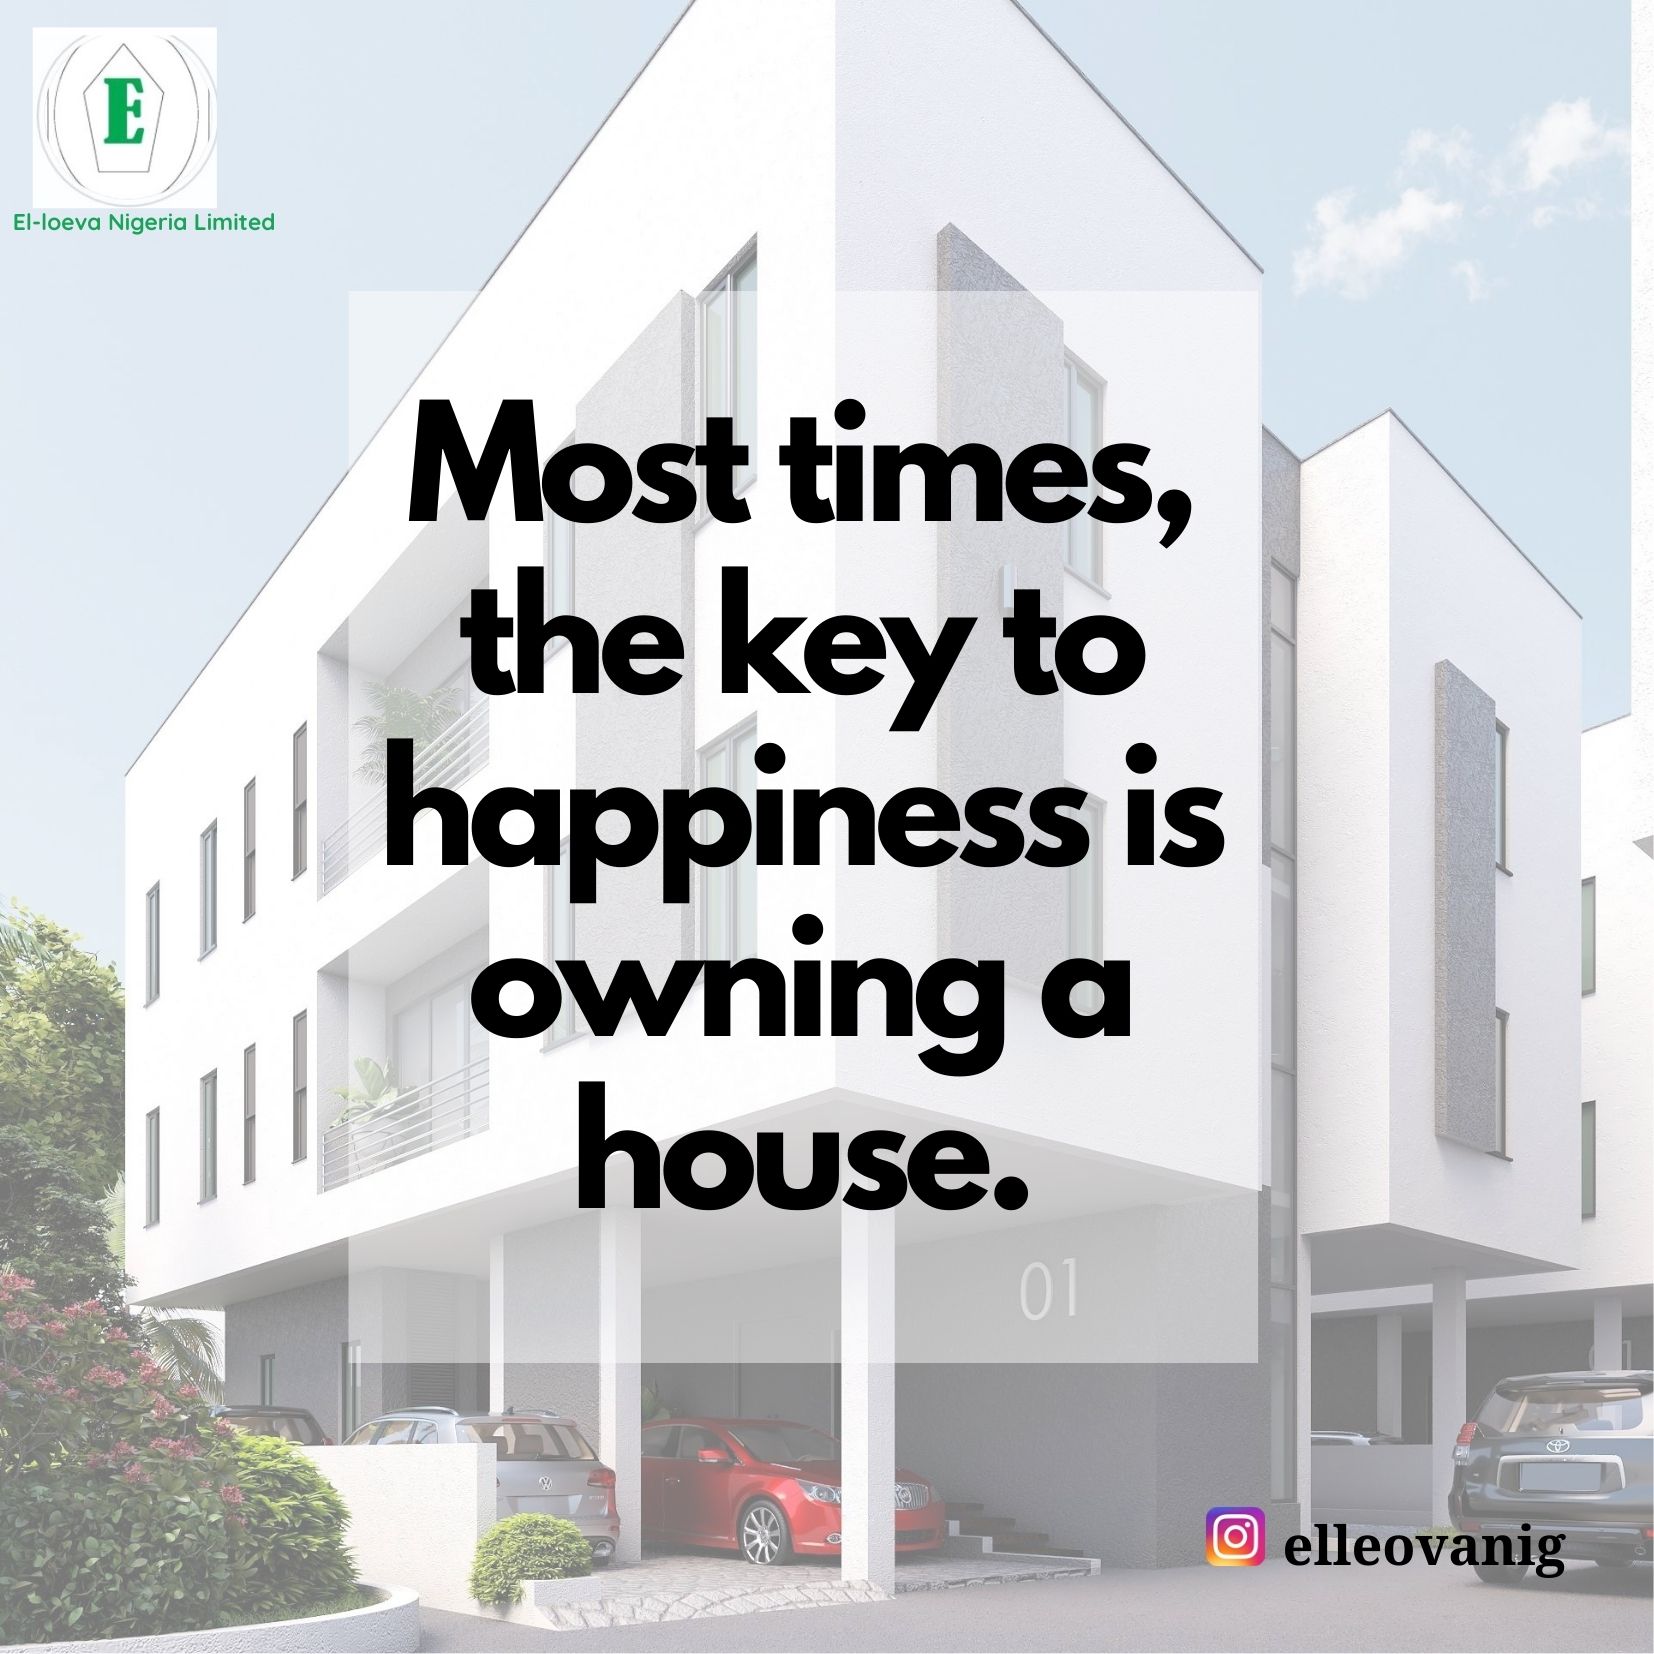 E
El-loeva Nigeria Limited
Most times,
the key to
happiness is
owning a
house.
01
elleovanig